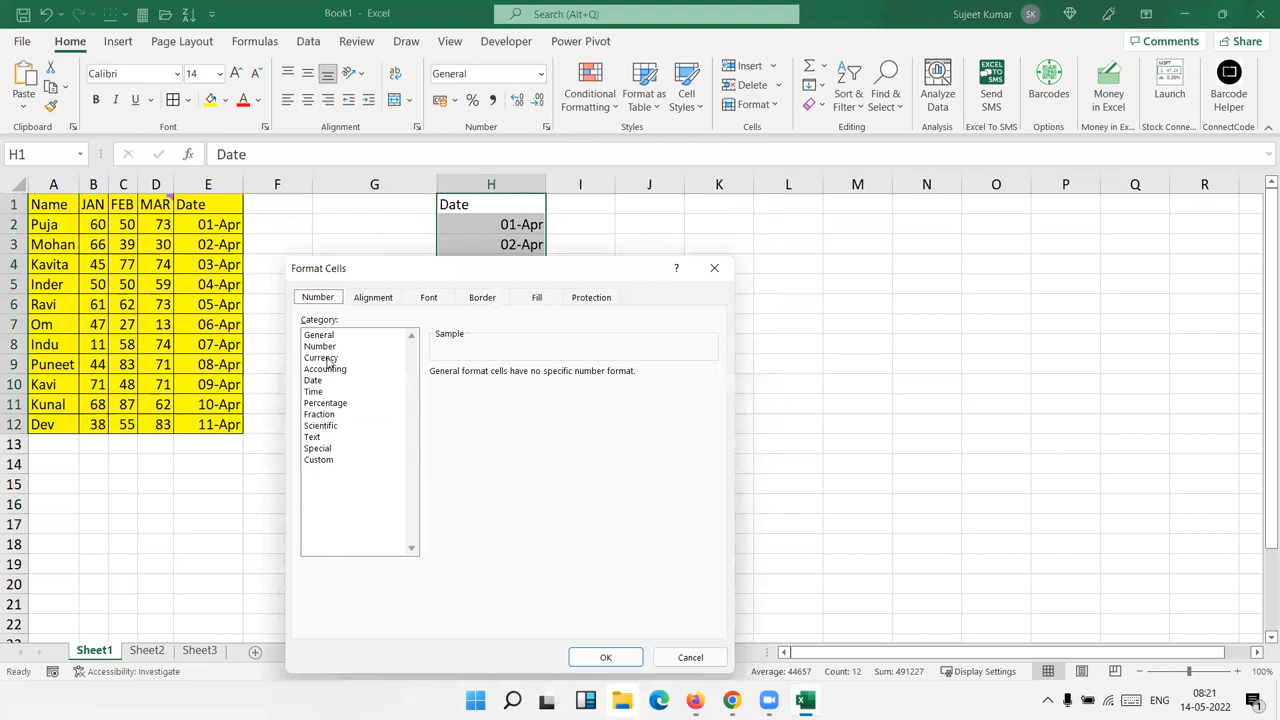 Book1 - Excel
Search (Alt+Q)
Sujeet Kumar
SK
File Home Insert Page Layout Formulas Data Review View Draw Developer Power Pivot
Comments
Share
Paste
Calibri 14
B I U
A A
General
Conditional Formatting
Format as Table
Cell Styles
Insert
Delete
Format
Sort & Filter
Find & Select
Analyze Data
Send SMS
Barcodes
Money in Excel
Launch
Barcode Helper
Clipboard Font Alignment Number Styles Cells Editing Analysis Excel To SMS Options Money in Ex... Stock Connec... ConnectCode
H1 fx Date
A B C D E F G H I J K L M N O P Q R
1 Name JAN FEB MAR Date Date
2 Puja 60 50 73 01-Apr 01-Apr
3 Mohan 66 39 30 02-Apr 02-Apr
4 Kavita 45 77 74 03-Apr
5 Inder 50 50 59 04-Apr
6 Ravi 61 62 73 05-Apr
7 Om 47 27 13 06-Apr
8 Indu 11 58 74 07-Apr
9 Puneet 44 83 71 08-Apr
10 Kavi 71 48 71 09-Apr
11 Kunal 68 87 62 10-Apr
12 Dev 38 55 83 11-Apr
13
14
15
16
17
18
19
20
21
22
23
Format Cells
?
Number Alignment Font Border Fill Protection
Category:
General
Number
Currency
Accounting
Date
Time
Percentage
Fraction
Scientific
Text
Special
Custom
Sample
General format cells have no specific number format.
OK Cancel
Sheet1 Sheet2 Sheet3
Ready
Accessibility: Investigate
Average: 44657 Count: 12 Sum: 491227
Display Settings
100%
ENG
08:21
14-05-2022